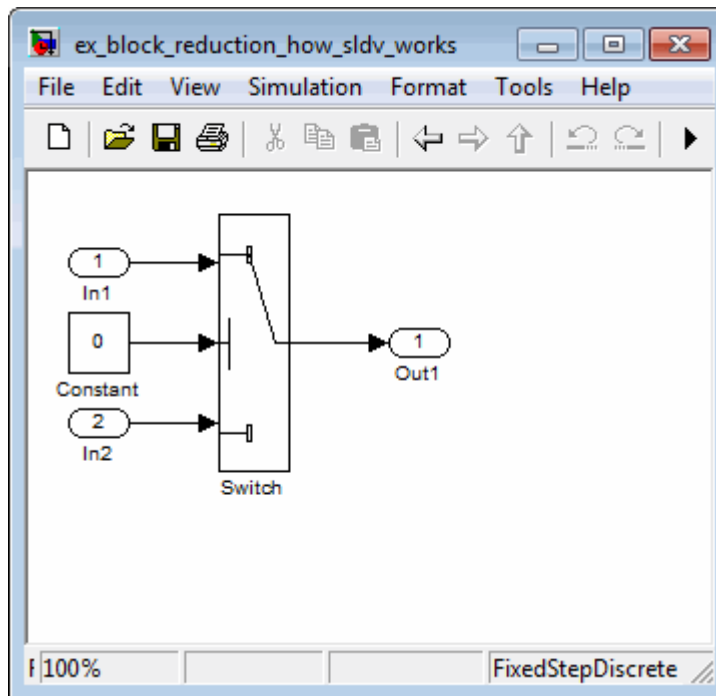 ex_block_reduction_how_sldv_works
File Edit View Simulation Format Tools Help
1
In1
0
Constant
2
In2
Switch
1
Out1
100%
FixedStepDiscrete